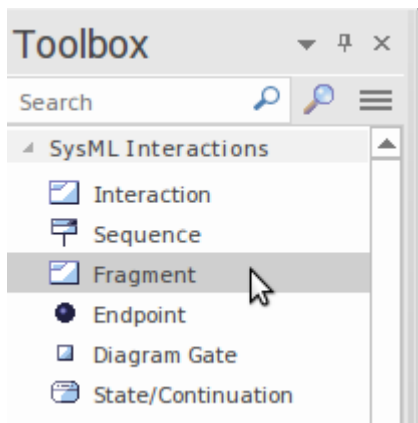 Toolbox
Search
SysML Interactions
Interaction
Sequence
Fragment
Endpoint
Diagram Gate
State/Continuation